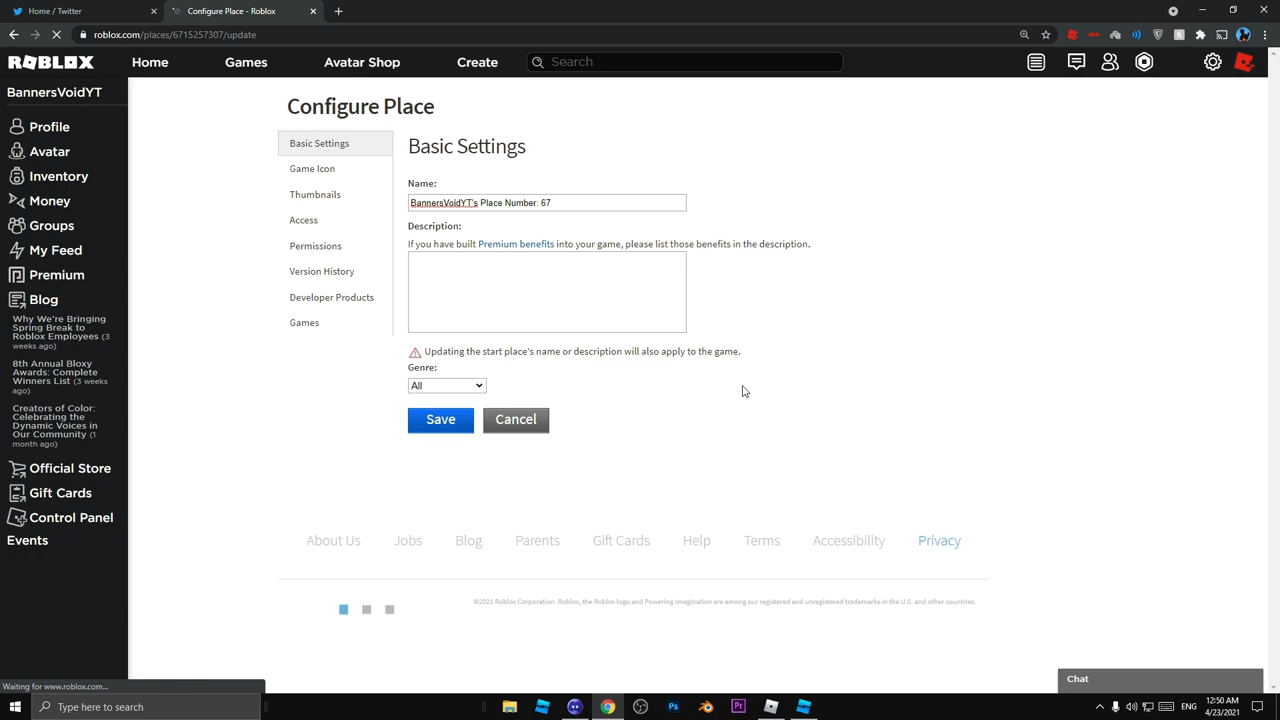 Home / Twitter
Configure Place - Roblox
roblox.com/places/6715257307/update
ROBLOX
Home
Games
Avatar Shop
Create
Search
BannersVoidYT
Profile
Avatar
Inventory
Money
Groups
My Feed
Premium
Blog
Why We're Bringing
Spring Break to
Roblox Employees (3
weeks ago)
8th Annual Bloxy
Awards: Complete
Winners List (3 weeks
ago)
Creators of Color:
Celebrating the
Dynamic Voices in
Our Community (1
month ago)
Official Store
Gift Cards
Control Panel
Events
Configure Place
Basic Settings
Game Icon
Thumbnails
Access
Permissions
Version History
Developer Products
Games
Basic Settings
Name:
BannersVoidYT's Place Number: 67
Description:
If you have built Premium benefits into your game, please list those benefits in the description.
Updating the start place's name or description will also apply to the game.
Genre:
All
Save
Cancel
About Us
Jobs
Blog
Parents
Gift Cards
Help
Terms
Accessibility
Privacy
©2021 Roblox Corporation. Roblox, the Roblox logo and Powering Imagination are among our registered and unregistered trademarks in the U.S. and other countries.
Chat
Waiting for www.roblox.com...
Type here to search
Ps
Pr
ENG
12:50 AM
4/23/2021